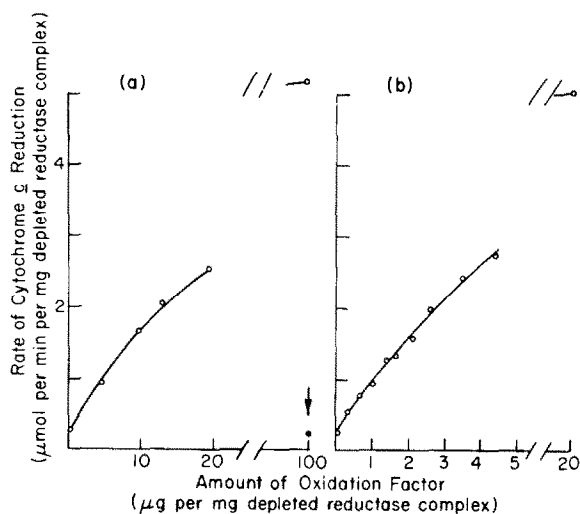 Rate of Cytochrome c Reduction
(μmol per min per mg depleted reductase complex)
(a)
(b)
4
2
0
10
20
100
1
2
3
4
5
20
Amount of Oxidation Factor
(μg per mg depleted reductase complex)